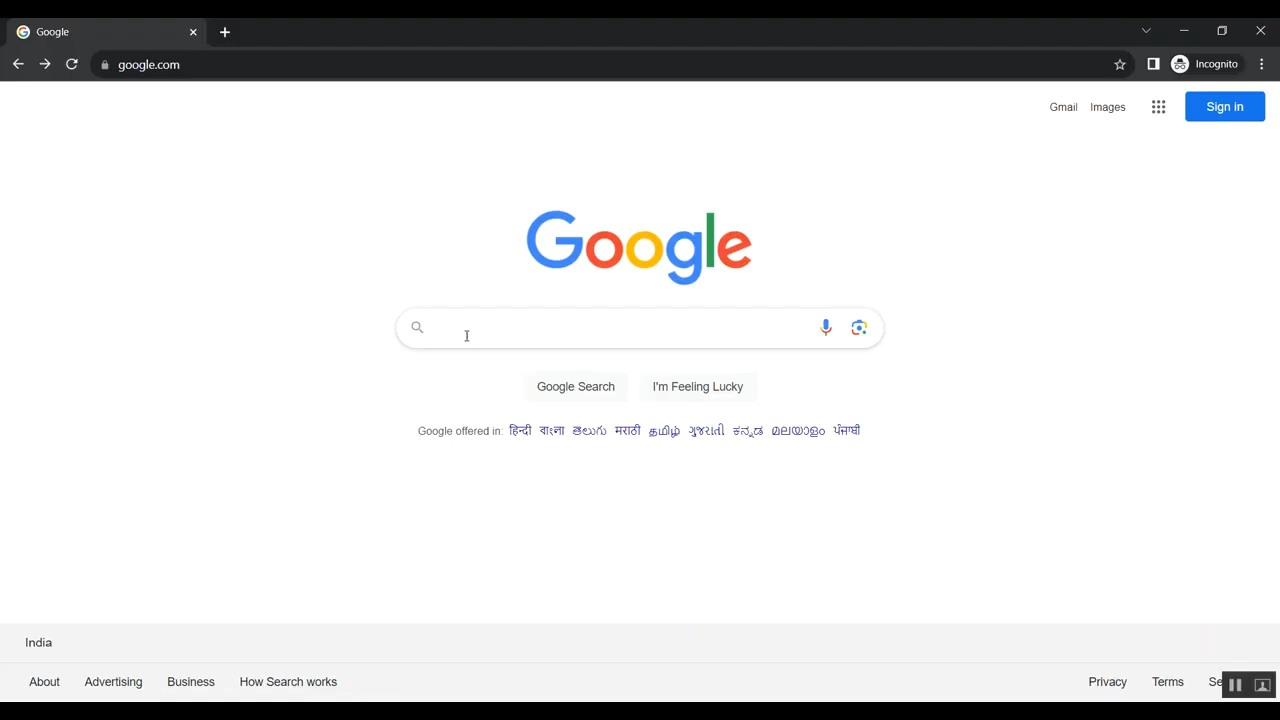 Google
google.com
Incognito
Gmail Images Sign in
Google
Google Search I'm Feeling Lucky
Google offered in: हिन्दी বাংলা తెలుగు मराठी தமிழ் ગુજરાતી ಕನ್ನಡ മലയാളം ਪੰਜਾਬੀ
India
About Advertising Business How Search works Privacy Terms